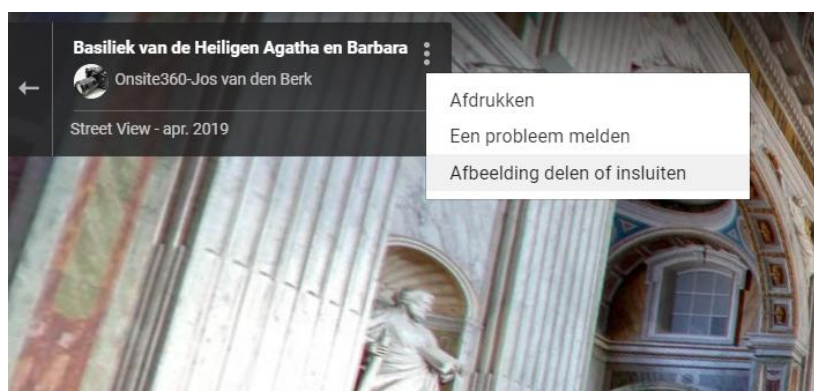 Basiliek van de Heiligen Agatha en Barbara
Onsite360-Jos van den Berk
Street View - apr. 2019
Afdrukken
Een probleem melden
Afbeelding delen of insluiten